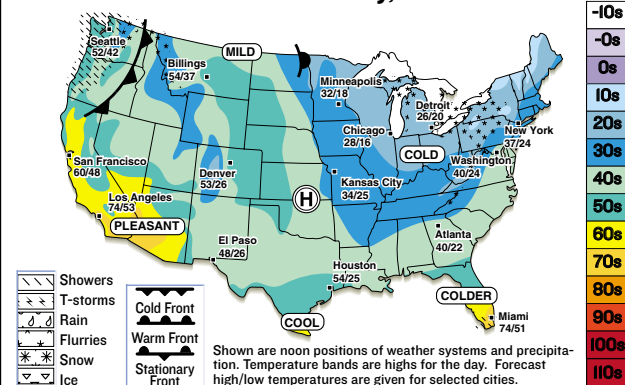 Seattle
52/42
Billings
54/37
MILD
Minneapolis
32/18
Detroit
26/20
Chicago
28/16
New York
37/24
COLD
Washington
40/24
San Francisco
60/48
Denver
53/26
Kansas City
34/25
H
Los Angeles
74/53
PLEASANT
El Paso
48/26
Atlanta
40/22
Houston
54/25
COLDER
COOL
Miami
74/51
Showers
T-storms
Rain
Flurries
Snow
Ice
Cold Front
Warm Front
Stationary
Front
Shown are noon positions of weather systems and precipita-
tion. Temperature bands are highs for the day. Forecast
high/low temperatures are given for selected cities.
-10s
-0s
0s
10s
20s
30s
40s
50s
60s
70s
80s
90s
100s
110s